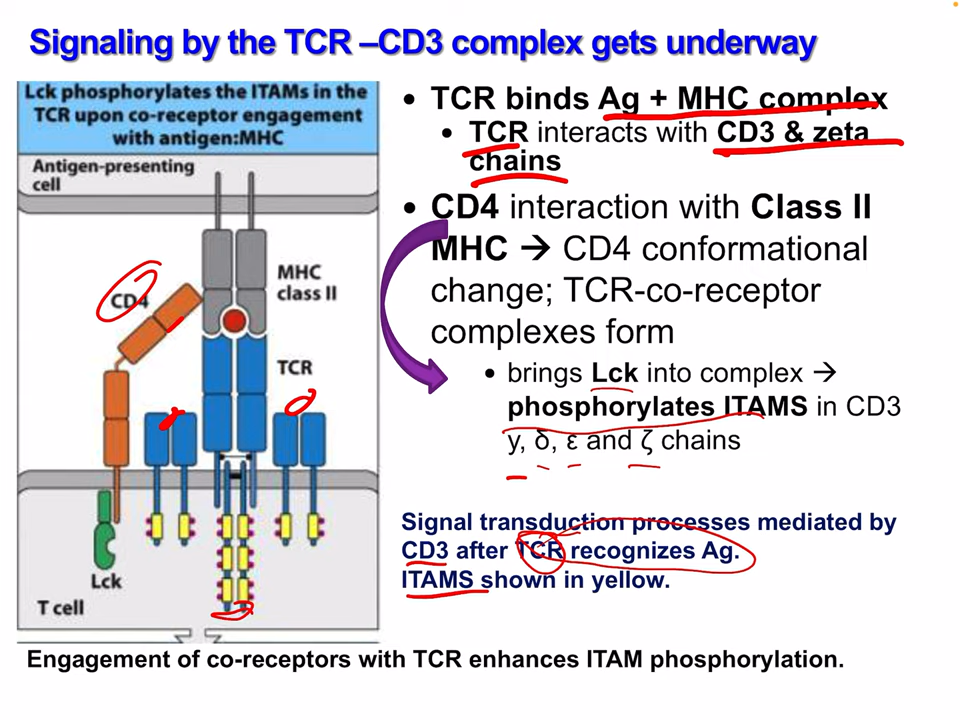 Signaling by the TCR –CD3 complex gets underway
Lck phosphorylates the ITAMs in the
TCR upon co-receptor engagement
with antigen:MHC
Antigen-presenting
cell
MHC
class II
CD4
TCR
Lck
T cell
• TCR binds Ag + MHC complex
• TCR interacts with CD3 & zeta
chains
• CD4 interaction with Class II
MHC → CD4 conformational
change; TCR-co-receptor
complexes form
• brings Lck into complex →
phosphorylates ITAMS in CD3
y, δ, ε and ζ chains
Signal transduction processes mediated by
CD3 after TCR recognizes Ag.
ITAMS shown in yellow.
Engagement of co-receptors with TCR enhances ITAM phosphorylation.